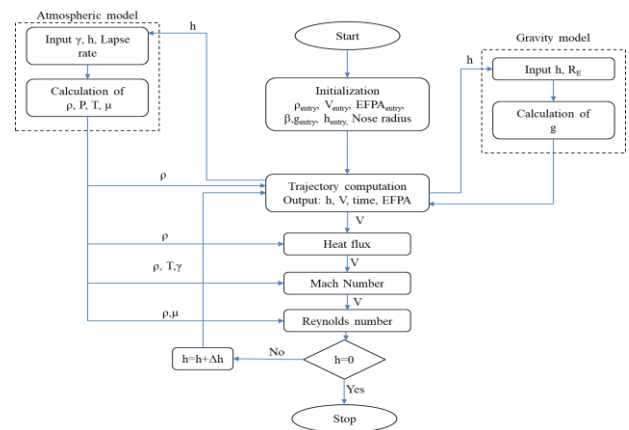 Atmospheric model
Input γ, h, Lapse
rate
Calculation of
ρ, P, T, μ
h
Start
Initialization
ρentry, Ventry, EFPAentry,
β,gentry, hentry, Nose radius
Gravity model
h
Input h, RE
Calculation of
g
ρ
Trajectory computation
Output: h, V, time, EFPA
V
ρ
Heat flux
V
ρ, T,γ
Mach Number
V
ρ,μ
Reynolds number
No
h=h+Δh
h=0
Yes
Stop